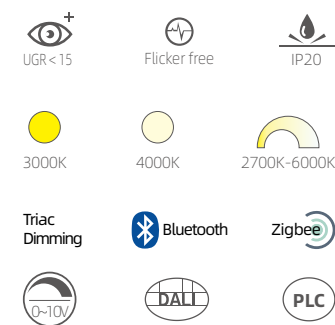 UGR<15 Flicker free IP20
3000K 4000K 2700K-6000K
Triac
Dimming
Bluetooth Zigbee
0~10V DALI PLC